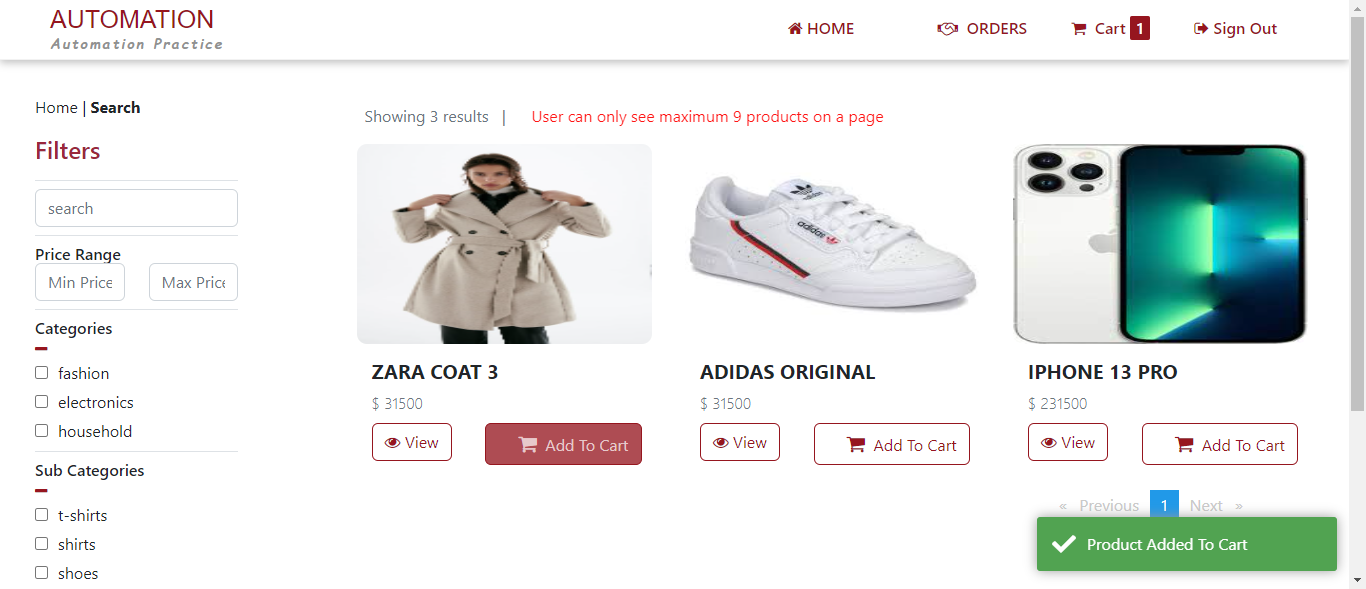 AUTOMATION
Automation Practice
HOME
ORDERS
Cart 1
Sign Out
Home | Search
Filters
search
Price Range
Min Price
Max Price
Categories
fashion
electronics
household
Sub Categories
t-shirts
shirts
shoes
Showing 3 results |
User can only see maximum 9 products on a page
ZARA COAT 3
$ 31500
View
Add To Cart
adidas
ADIDAS ORIGINAL
$ 31500
View
Add To Cart
IPHONE 13 PRO
$ 231500
View
Add To Cart
« Previous 1 Next »
Product Added To Cart